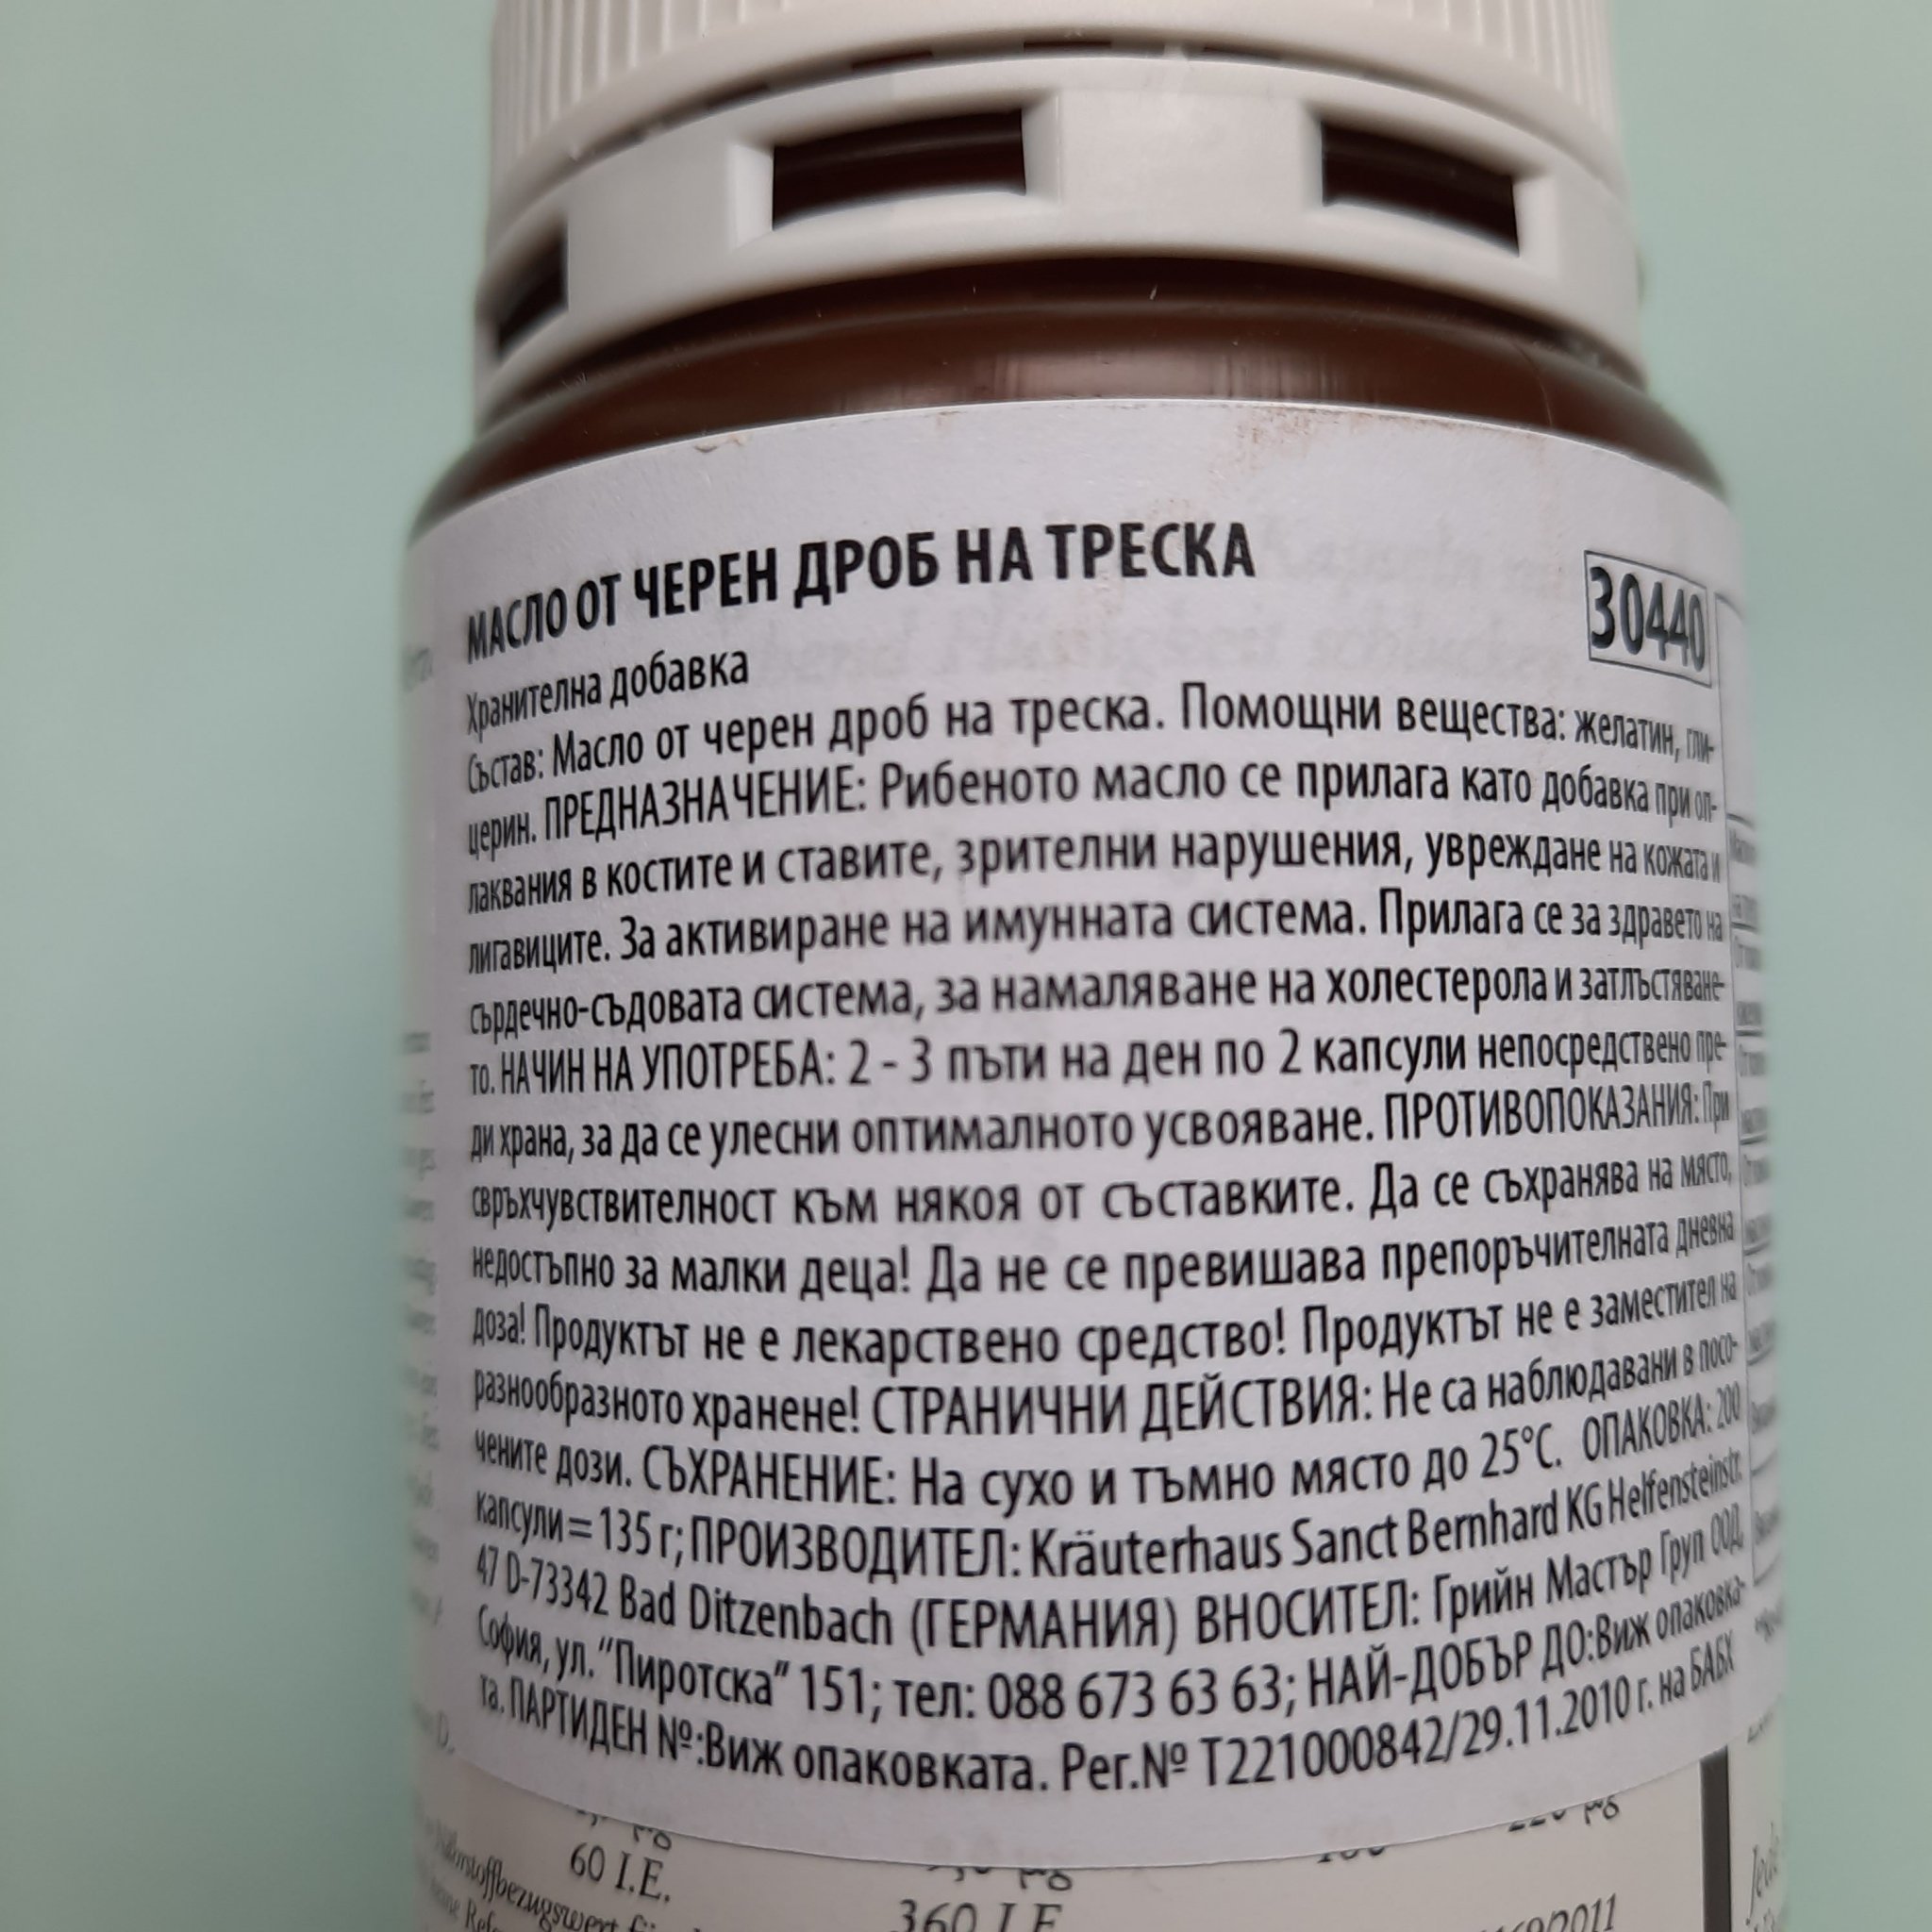 МАСЛО ОТ ЧЕРЕН ДРОБ НА ТРЕСКА
30440
Хранителна добавка
Състав: Масло от черен дроб на треска. Помощни вещества: желатин, гли-
церин. ПРЕДНАЗНАЧЕНИЕ: Рибеното масло се прилага като добавка при оп-
лаквания в костите и ставите, зрителни нарушения, увреждане на кожата и
лигавиците. За активиране на имунната система. Прилага се за здравето на
сърдечно-съдовата система, за намаляване на холестерола и затлъстяване-
то. НАЧИН НА УПОТРЕБА: 2 - 3 пъти на ден по 2 капсули непосредствено пре-
ди храна, за да се улесни оптималното усвояване. ПРОТИВОПОКАЗАНИЯ: При
свръхчувствителност към някоя от съставките. Да се съхранява на място,
недостъпно за малки деца! Да не се превишава препоръчителната дневна
доза! Продуктът не е лекарствено средство! Продуктът не е заместител на
разнообразното хранене! СТРАНИЧНИ ДЕЙСТВИЯ: Не са наблюдавани в посо-
чените дози. СЪХРАНЕНИЕ: На сухо и тъмно място до 25°C. ОПАКОВКА: 200
капсули = 135 г; ПРОИЗВОДИТЕЛ: Kräuterhaus Sanct Bernhard KG Helfensteinstr.
47 D-73342 Bad Ditzenbach (ГЕРМАНИЯ) ВНОСИТЕЛ: Грийн Мастър Груп ООД,
София, ул. "Пиротска" 151; тел: 088 673 63 63; НАЙ-ДОБЪР ДО:Виж опаковка-
та. ПАРТИДЕН №:Виж опаковката. Рег.№ Т221000842/29.11.2010 г. на БАБХ
60 I.E.
360 I.E.